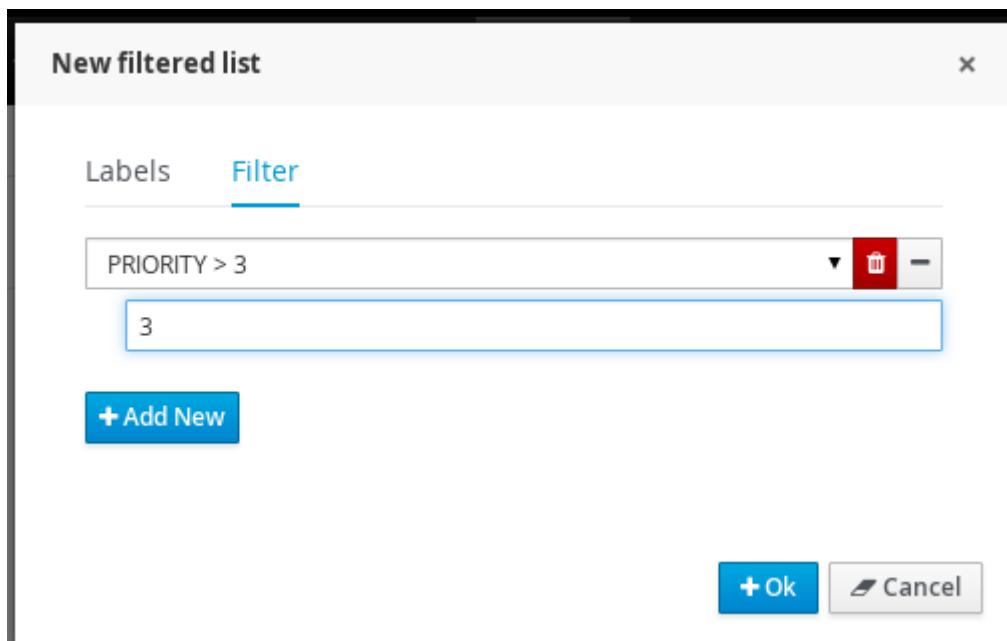 New filtered list ×
Labels Filter
PRIORITY > 3
3
+ Add New
+ Ok Cancel